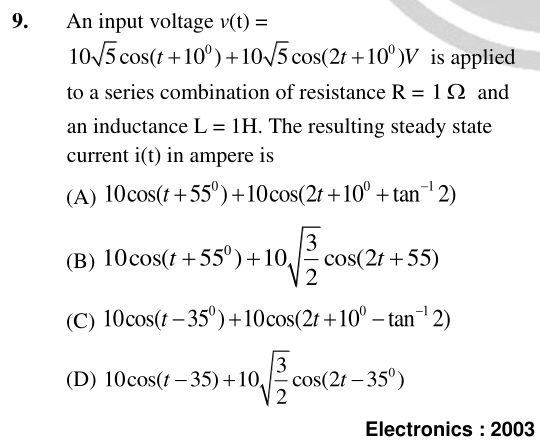 9. An input voltage v(t) =
10√5 cos(t + 10⁰) + 10√5 cos(2t + 10⁰)V is applied
to a series combination of resistance R = 1 Ω and
an inductance L = 1H. The resulting steady state
current i(t) in ampere is
(A) 10cos(t + 55⁰) + 10cos(2t + 10⁰ + tan⁻¹ 2)
(B) 10cos(t + 55⁰) + 10√(3/2) cos(2t + 55)
(C) 10cos(t − 35⁰) + 10cos(2t + 10⁰ − tan⁻¹ 2)
(D) 10cos(t − 35) + 10√(3/2) cos(2t − 35⁰)
Electronics : 2003